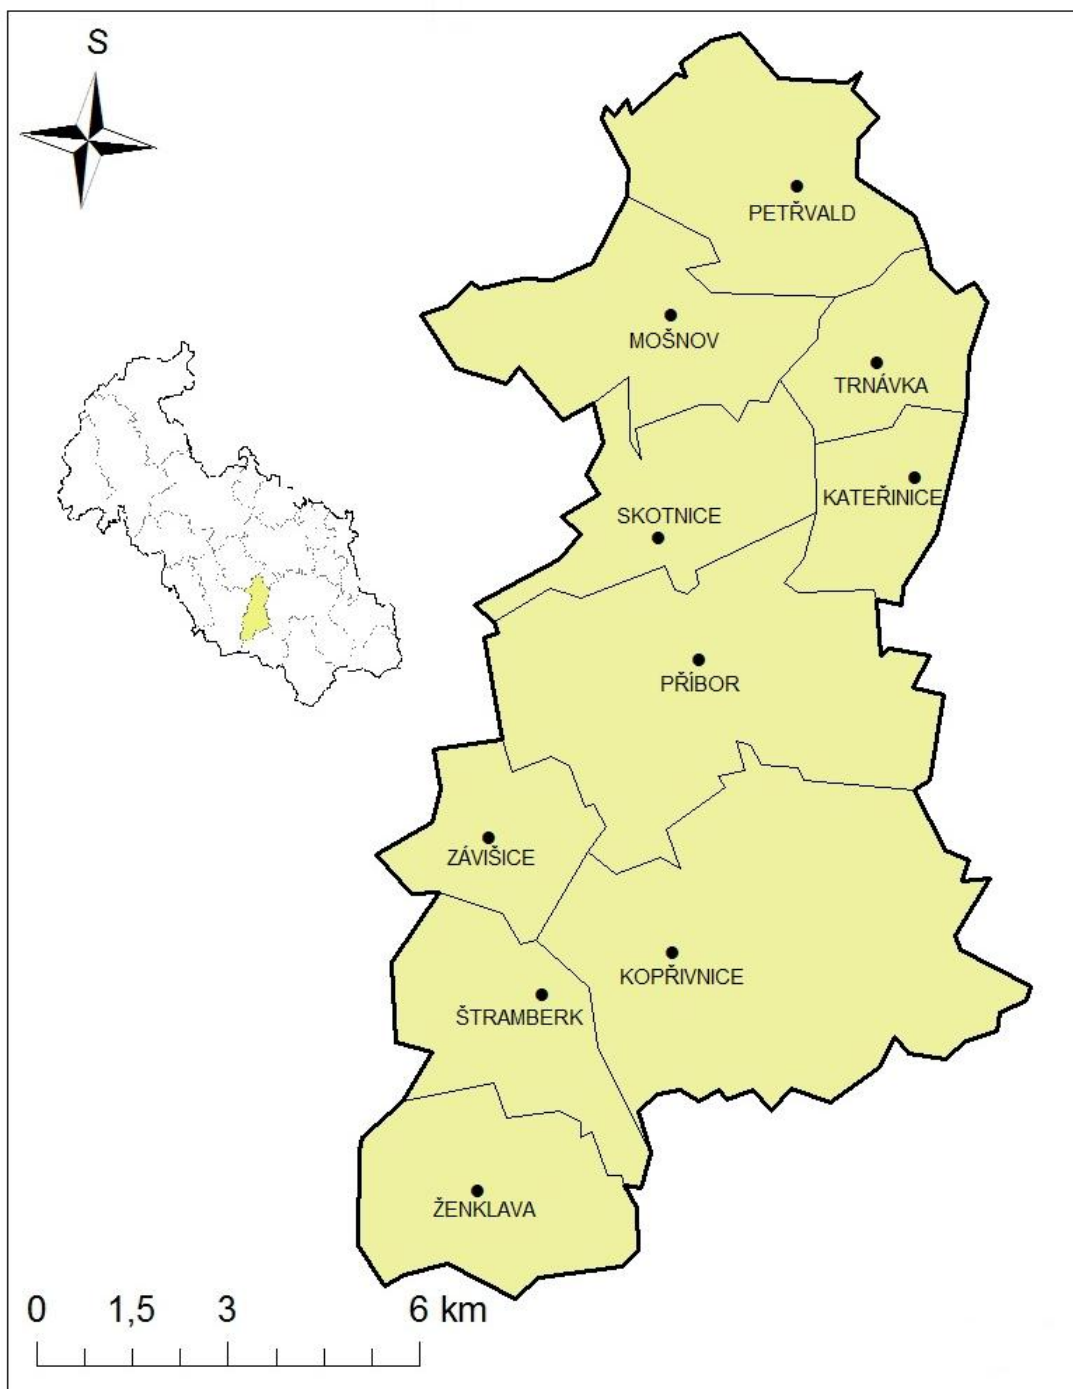 S
PETŘVALD
MOŠNOV
TRNÁVKA
KATEŘINICE
SKOTNICE
PŘÍBOR
ZÁVIŠICE
KOPŘIVNICE
ŠTRAMBERK
ŽENKLAVA
0 1,5 3 6 km